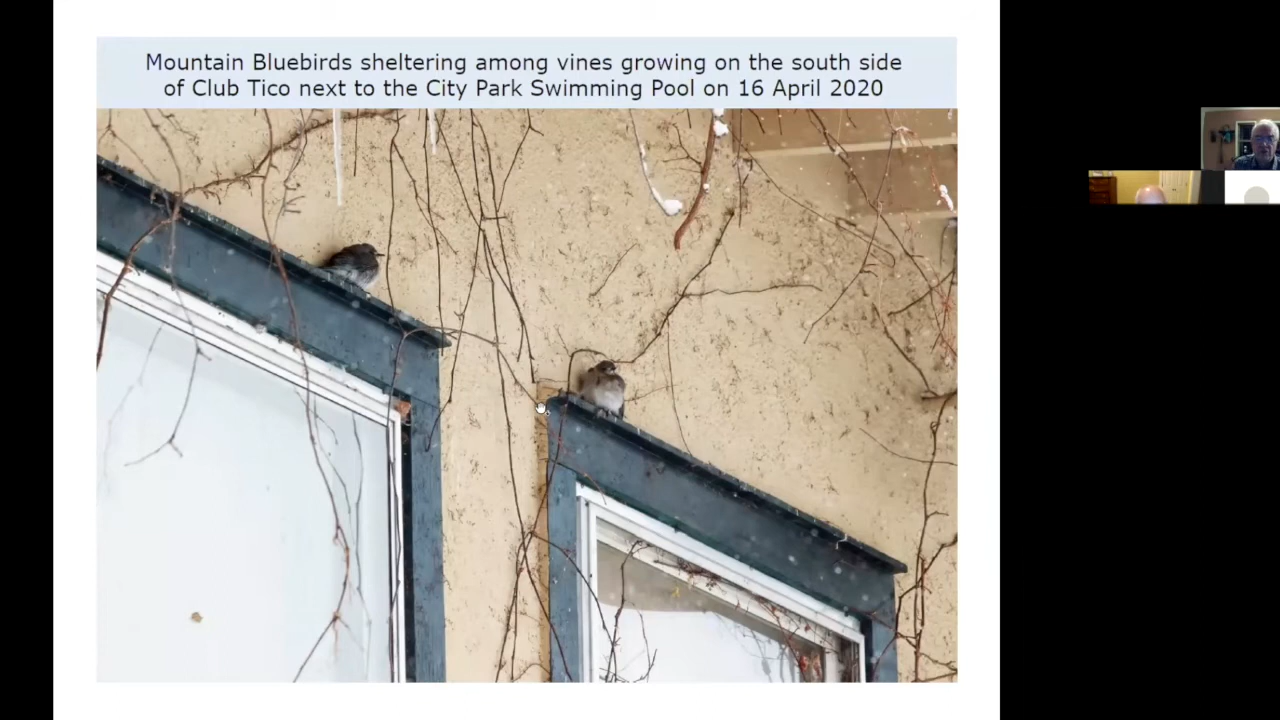 Mountain Bluebirds sheltering among vines growing on the south side
of Club Tico next to the City Park Swimming Pool on 16 April 2020